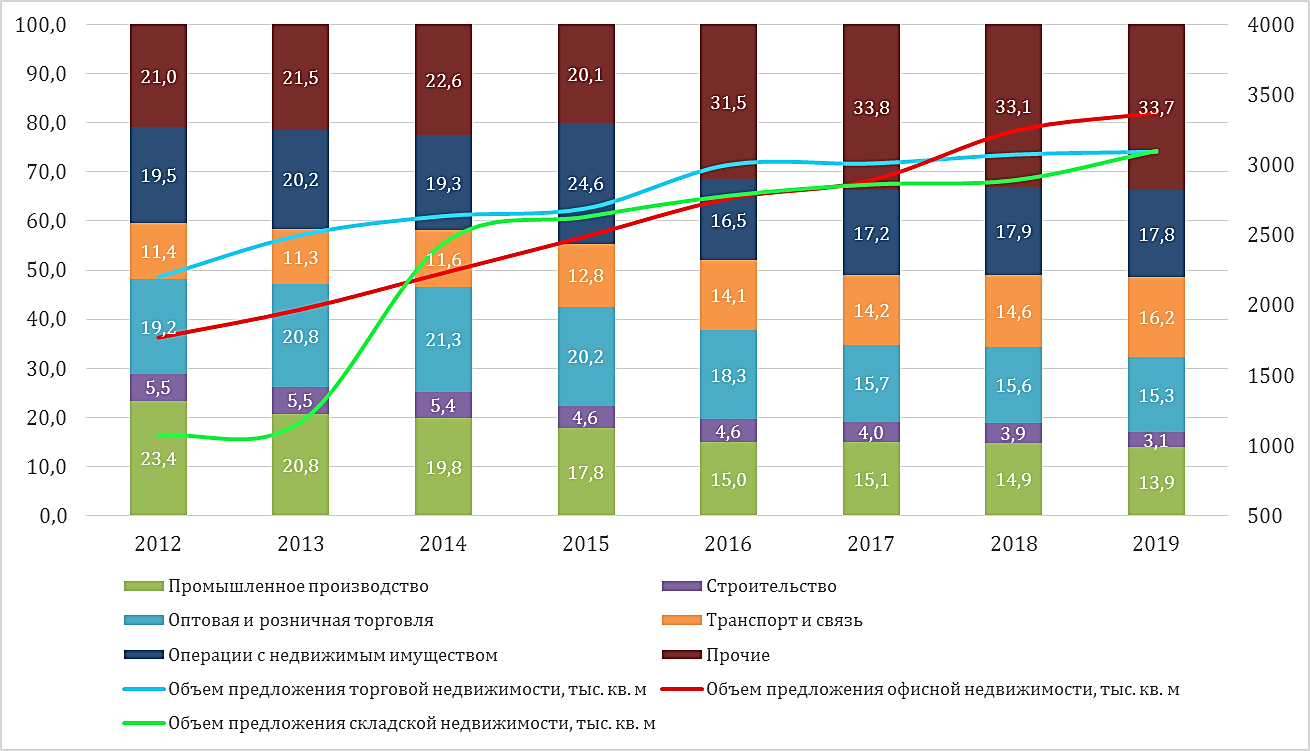 100,0
90,0
80,0
70,0
60,0
50,0
40,0
30,0
20,0
10,0
0,0
4000
3500
3000
2500
2000
1500
1000
500
21,0 21,5 22,6 20,1 31,5 33,8 33,1 33,7
19,5 20,2 19,3 24,6 16,5 17,2 17,9 17,8
11,4 11,3 11,6 12,8 14,1 14,2 14,6 16,2
19,2 20,8 21,3 20,2 18,3 15,7 15,6 15,3
5,5 5,5 5,4 4,6 4,6 4,0 3,9 3,1
23,4 20,8 19,8 17,8 15,0 15,1 14,9 13,9
2012 2013 2014 2015 2016 2017 2018 2019
Промышленное производство Строительство
Оптовая и розничная торговля Транспорт и связь
Операции с недвижимым имуществом Прочие
Объем предложения торговой недвижимости, тыс. кв. м Объем предложения офисной недвижимости, тыс. кв. м
Объем предложения складской недвижимости, тыс. кв. м